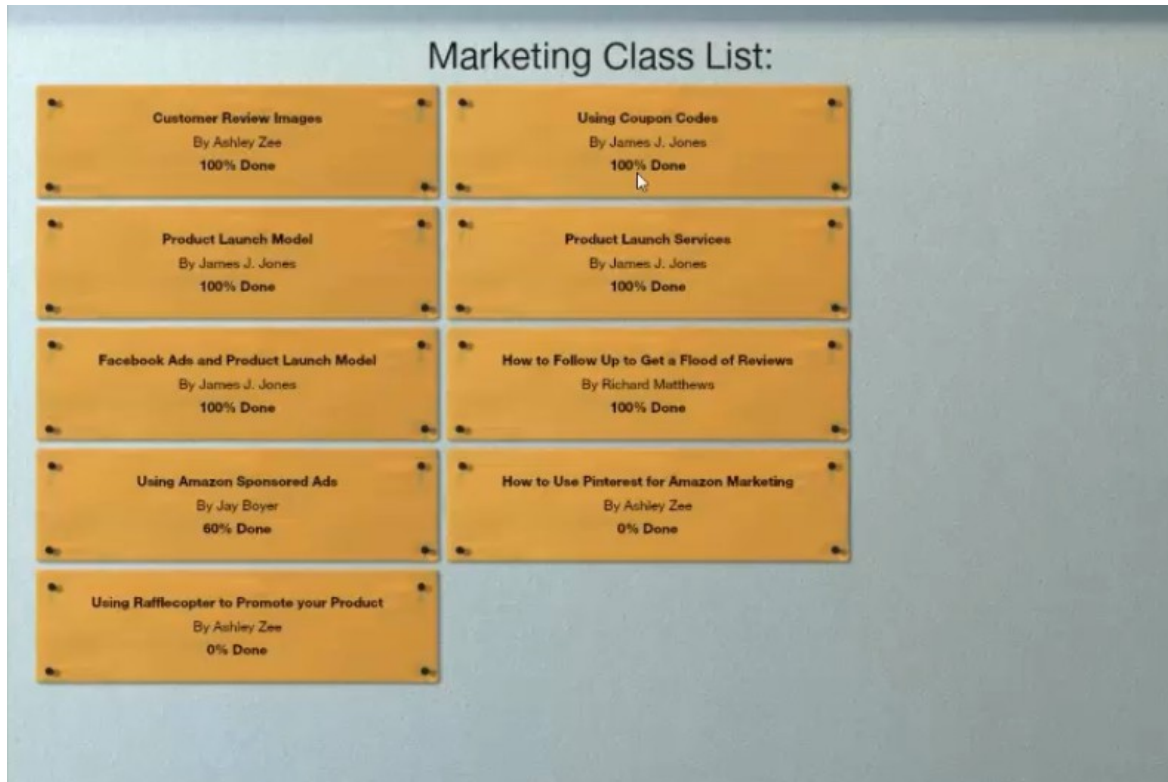 Marketing Class List:
Customer Review Images
By Ashley Zee
100% Done
Using Coupon Codes
By James J. Jones
100% Done
Product Launch Model
By James J. Jones
100% Done
Product Launch Services
By James J. Jones
100% Done
Facebook Ads and Product Launch Model
By James J. Jones
100% Done
How to Follow Up to Get a Flood of Reviews
By Richard Matthews
100% Done
Using Amazon Sponsored Ads
By Jay Boyer
60% Done
How to Use Pinterest for Amazon Marketing
By Ashley Zee
0% Done
Using Rafflecopter to Promote your Product
By Ashley Zee
0% Done